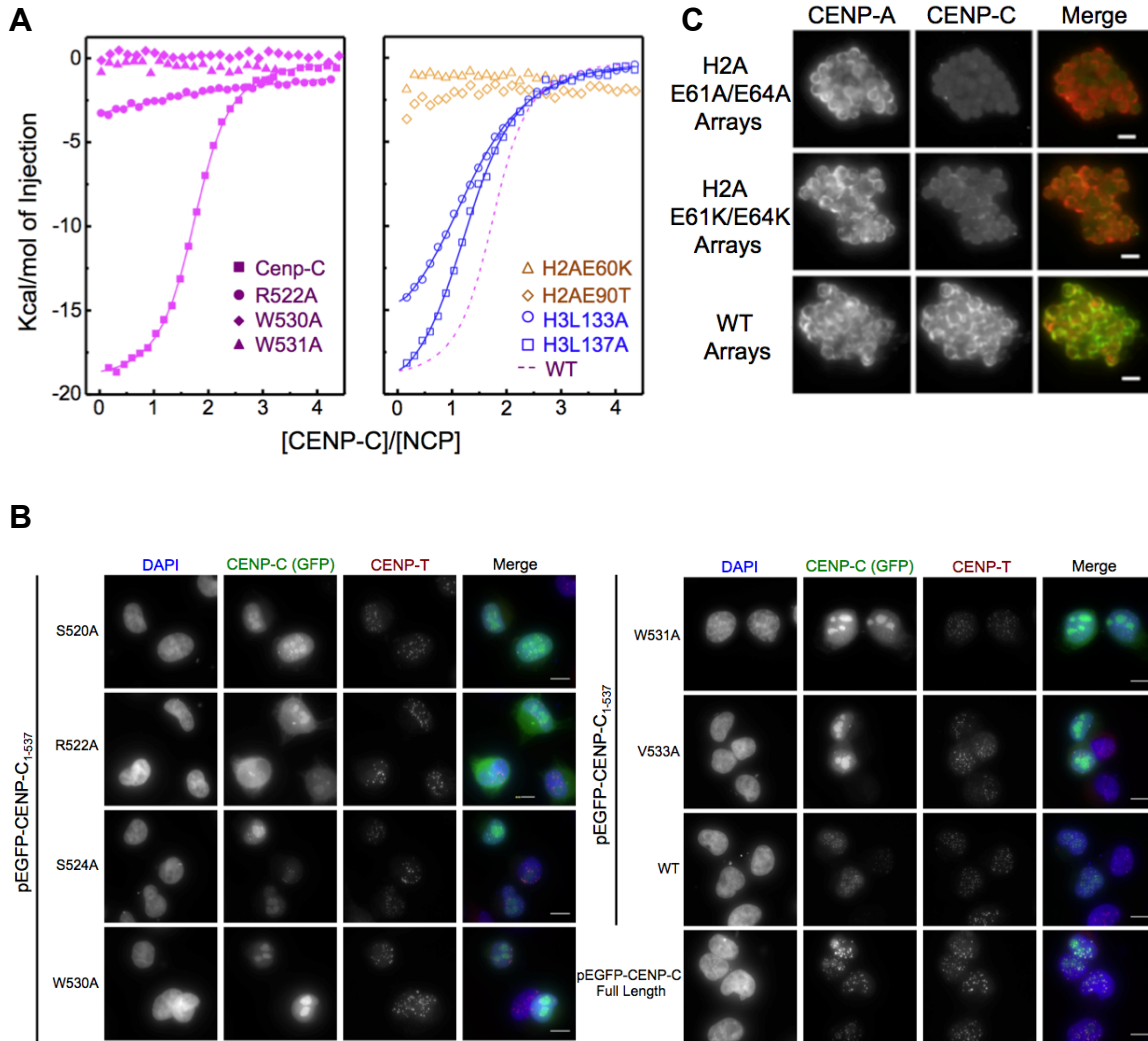 A
Kcal/mol of Injection
0
-5
-10
-15
-20
Cenp-C
R522A
W530A
W531A
0 1 2 3 4
H2AE60K
H2AE90T
H3L133A
H3L137A
WT
0 1 2 3 4
[CENP-C]/[NCP]
C
CENP-A CENP-C Merge
H2A
E61A/E64A
Arrays
H2A
E61K/E64K
Arrays
WT
Arrays
B
DAPI CENP-C (GFP) CENP-T Merge
pEGFP-CENP-C1-537
S520A
R522A
S524A
W530A
DAPI CENP-C (GFP) CENP-T Merge
pEGFP-CENP-C1-537
W531A
V533A
WT
pEGFP-CENP-C
Full Length